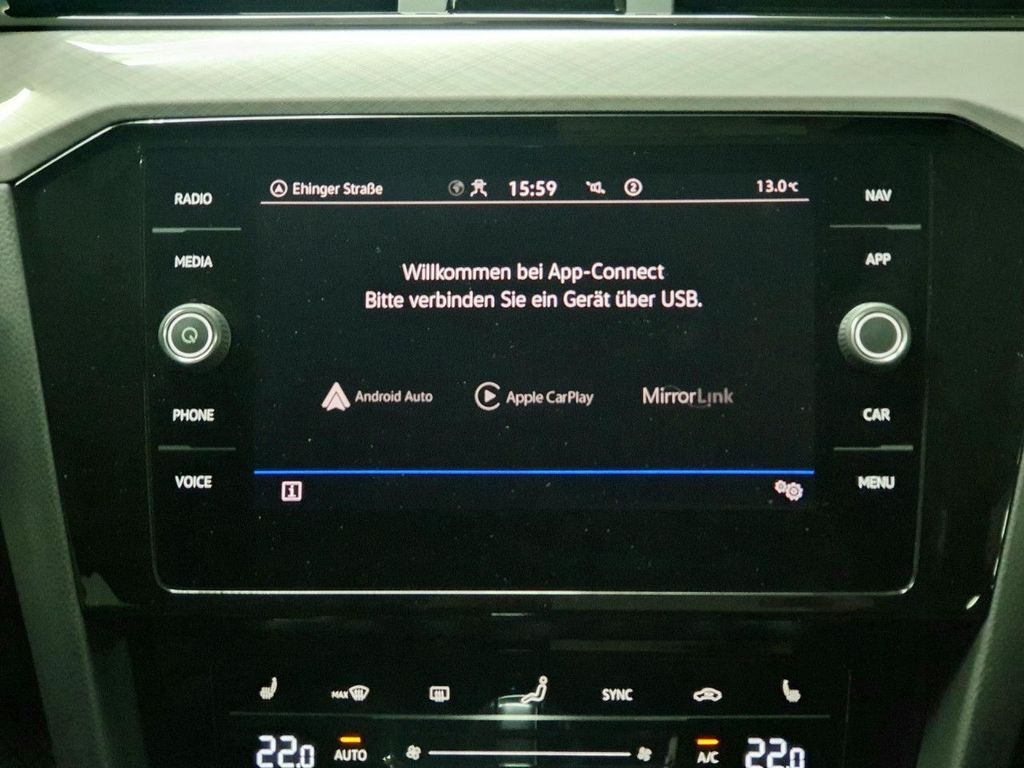 RADIO
MEDIA
PHONE
VOICE
Ehinger Straße 15:59 2 13.0°C
Willkommen bei App-Connect
Bitte verbinden Sie ein Gerät über USB.
Android Auto Apple CarPlay MirrorLink
NAV
APP
CAR
MENU
MAX SYNC
22.0 AUTO A/C 22.0